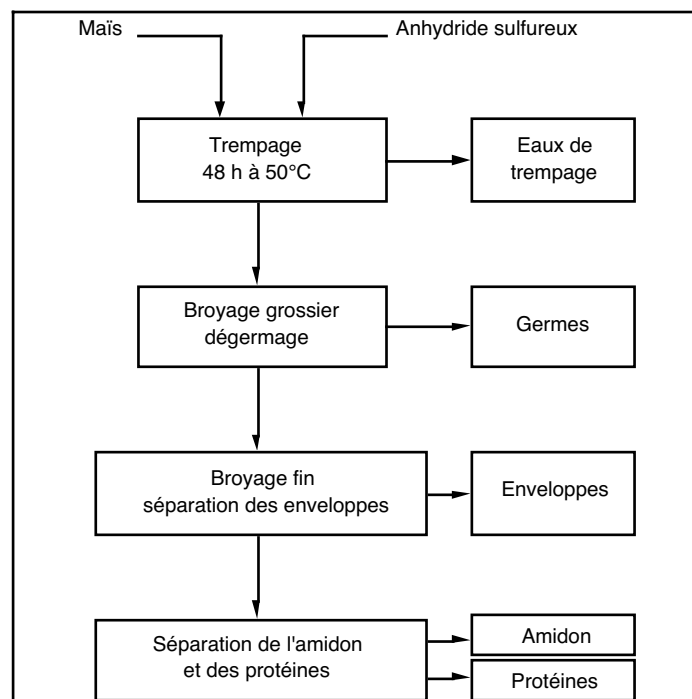 Maïs
Anhydride sulfureux
Trempage
48 h à 50°C
Eaux de
trempage
Broyage grossier
dégermage
Germes
Broyage fin
séparation des enveloppes
Enveloppes
Séparation de l'amidon
et des protéines
Amidon
Protéines